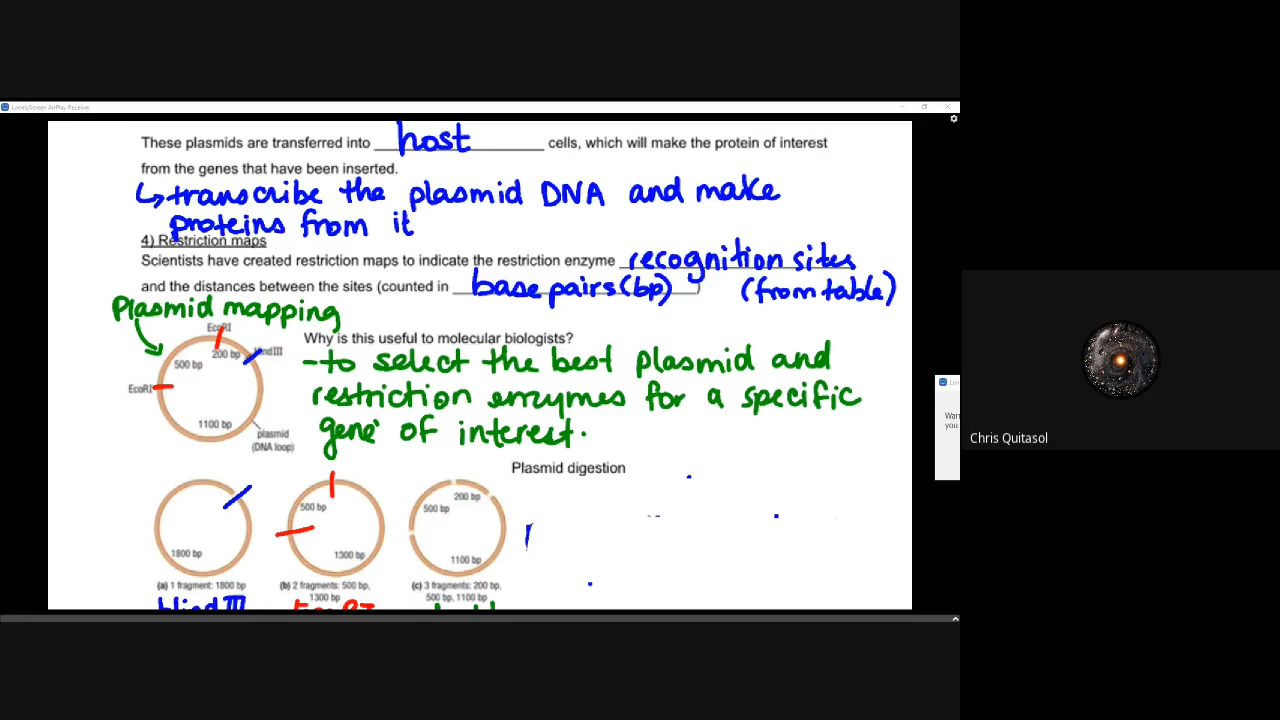 LonelyScreen AirPlay Receiver
These plasmids are transferred into host cells, which will make the protein of interest
from the genes that have been inserted.
↳ transcribe the plasmid DNA and make
proteins from it
4) Restriction maps
Scientists have created restriction maps to indicate the restriction enzyme recognition sites
and the distances between the sites (counted in base pairs (bp) ) (from table)
Plasmid mapping
EcoRI
Why is this useful to molecular biologists?
200 bp
500 bp
- to select the best plasmid and
EcoRI
restriction enzymes for a specific
1100 bp
gene of interest.
plasmid
(DNA loop)
Chris Quitasol
Plasmid digestion
500 bp
200 bp
500 bp
1800 bp
1300 bp
1100 bp
(a) 1 fragment: 1800 bp
(b) 2 fragments: 500 bp,
1300 bp
(c) 3 fragments: 200 bp,
500 bp, 1100 bp
you